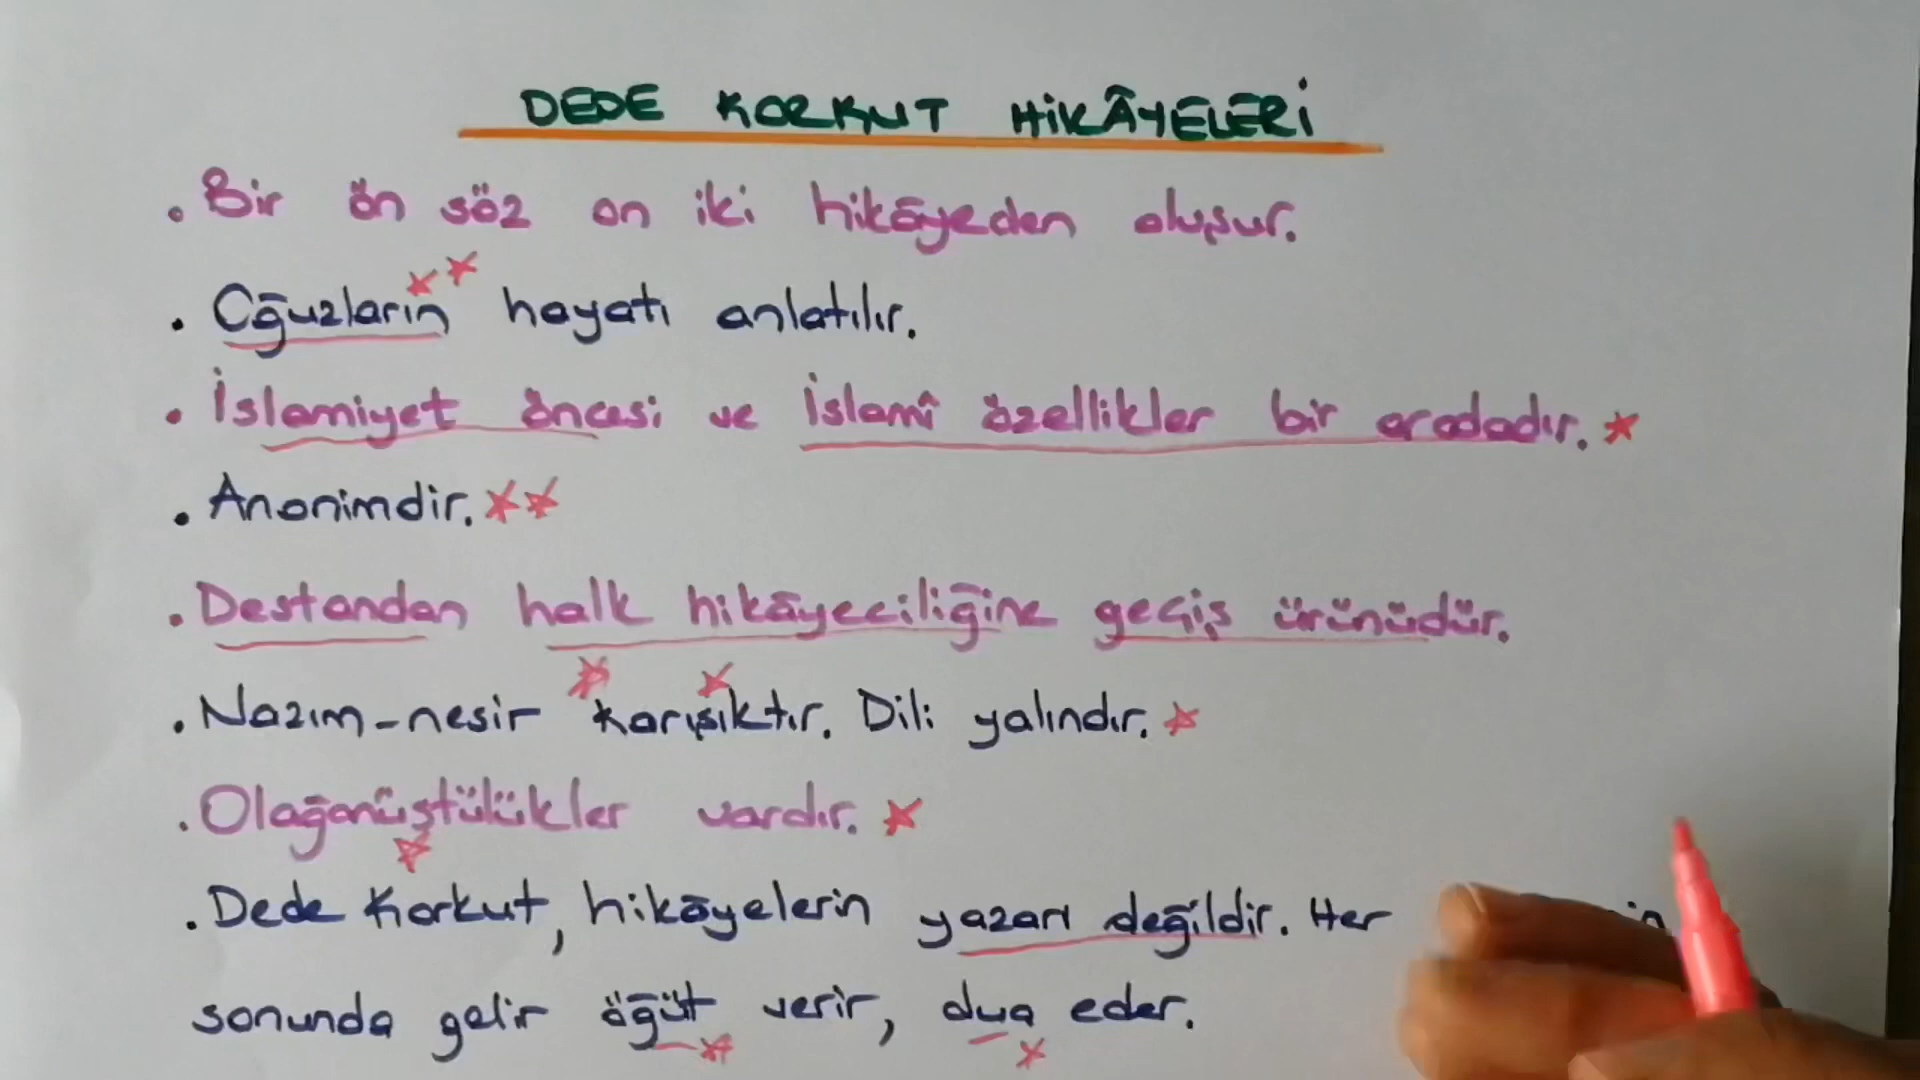 DEDE KORKUT HİKÂYELERİ
. Bir ön söz on iki hikâyeden oluşur.
. Oğuzların hayatı anlatılır.
. İslamiyet öncesi ve İslamî özellikler bir aradadır.
. Anonimdir.
. Destandan halk hikâyeciliğine geçiş ürünüdür.
. Nazım-nesir karışıktır. Dili yalındır.
. Olağanüstülükler vardır.
. Dede Korkut, hikâyelerin yazarı değildir. Her
sonunda gelir öğüt verir, dua eder.